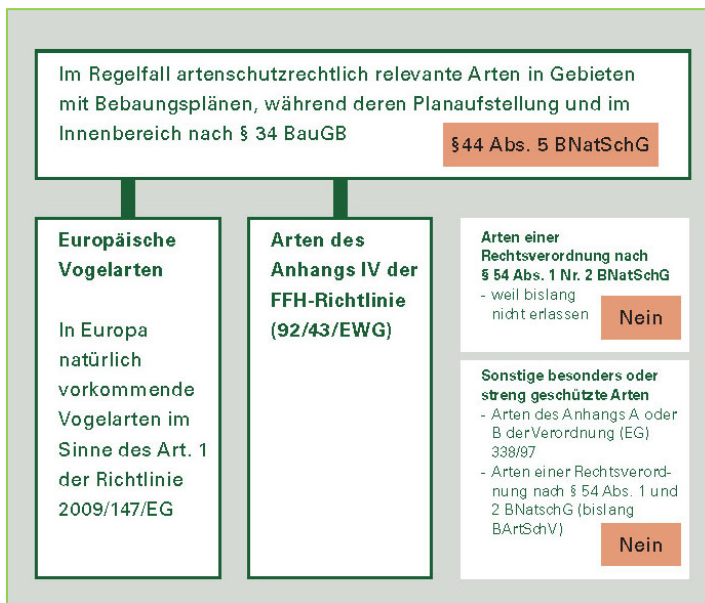 Im Regelfall artenschutzrechtlich relevante Arten in Gebieten
mit Bebaungsplänen, während deren Planaufstellung und im
Innenbereich nach § 34 BauGB
§44 Abs. 5 BNatSchG
Europäische
Vogelarten
In Europa
natürlich
vorkommende
Vogelarten im
Sinne des Art. 1
der Richtlinie
2009/147/EG
Arten des
Anhangs IV der
FFH-Richtlinie
(92/43/EWG)
Arten einer
Rechtsverordnung nach
§ 54 Abs. 1 Nr. 2 BNatSchG
- weil bislang
nicht erlassen
Nein
Sonstige besonders oder
streng geschützte Arten
- Arten des Anhangs A oder
B der Verordnung (EG)
338/97
- Arten einer Rechtsverord-
nung nach § 54 Abs. 1 und
2 BNatschG (bislang
BArtSchV)
Nein